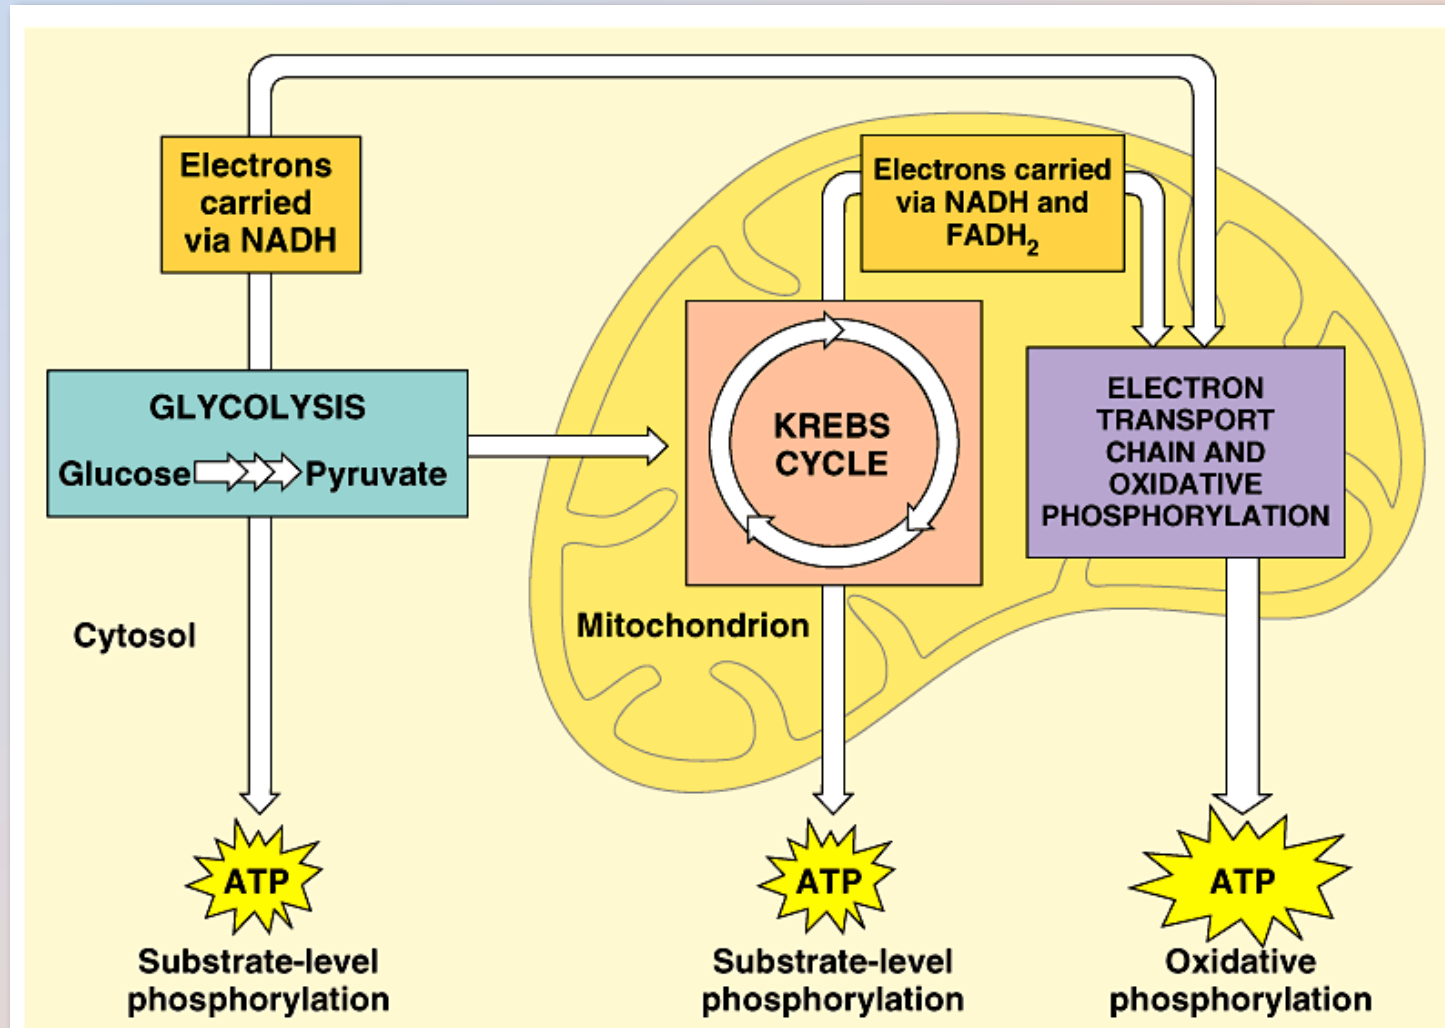 Electrons
carried
via NADH
Electrons carried
via NADH and
FADH2
GLYCOLYSIS
Glucose Pyruvate
KREBS
CYCLE
ELECTRON
TRANSPORT
CHAIN AND
OXIDATIVE
PHOSPHORYLATION
Cytosol
Mitochondrion
ATP
ATP
ATP
Substrate-level
phosphorylation
Substrate-level
phosphorylation
Oxidative
phosphorylation